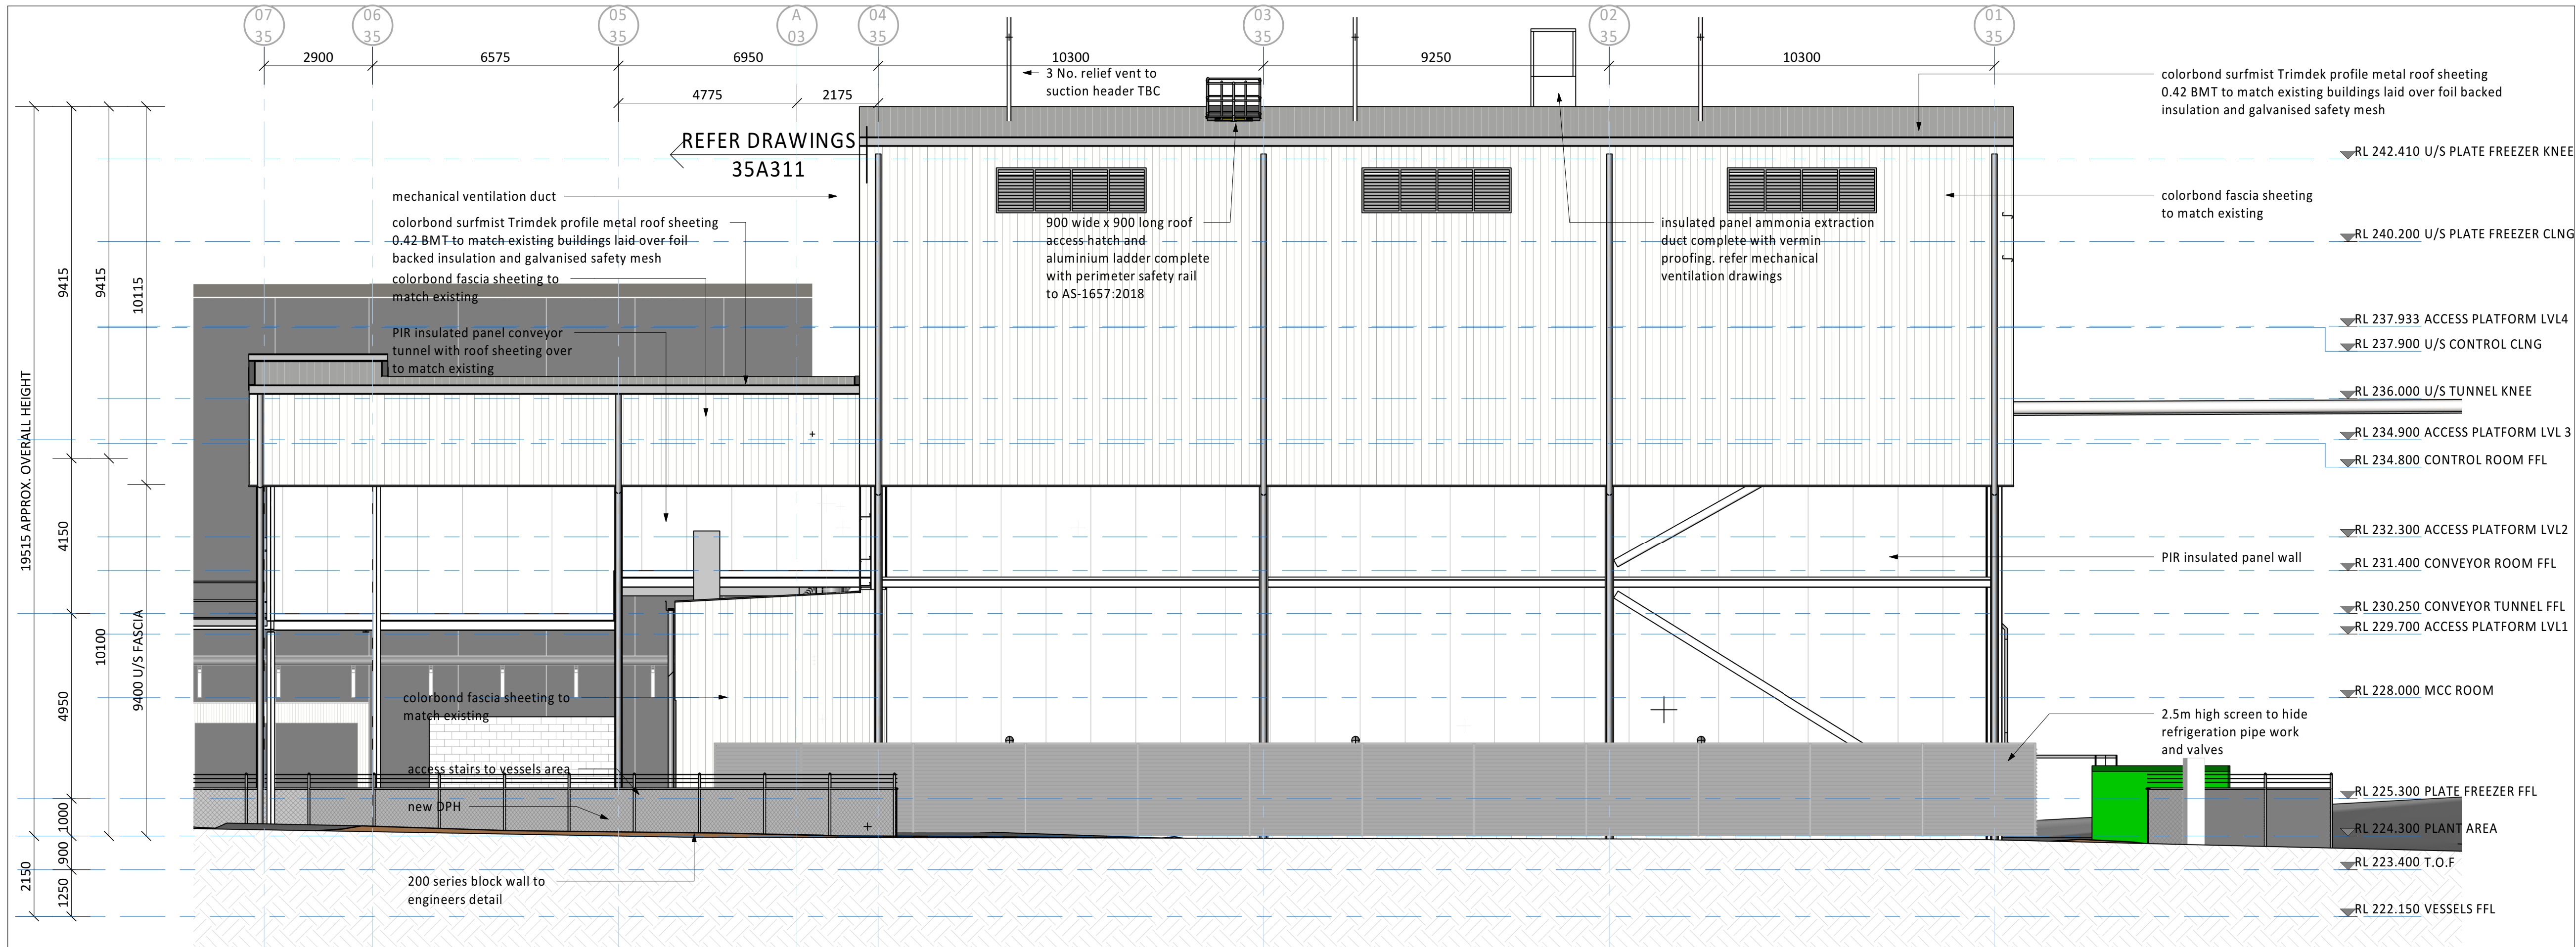 07
35
06
35
05
35
A
03
04
35
03
35
02
35
01
35
2900
6575
6950
10300
9250
10300
4775
2175
3 No. relief vent to
suction header TBC
colorbond surfmist Trimdek profile metal roof sheeting
0.42 BMT to match existing buildings laid over foil backed
insulation and galvanised safety mesh
REFER DRAWINGS
35A311
mechanical ventilation duct
colorbond surfmist Trimdek profile metal roof sheeting
0.42 BMT to match existing buildings laid over foil
backed insulation and galvanised safety mesh
colorbond fascia sheeting to
match existing
PIR insulated panel conveyor
tunnel with roof sheeting over
to match existing
900 wide x 900 long roof
access hatch and
aluminium ladder complete
with perimeter safety rail
to AS-1657:2018
insulated panel ammonia extraction
duct complete with vermin
proofing. refer mechanical
ventilation drawings
colorbond fascia sheeting
to match existing
RL 242.410 U/S PLATE FREEZER KNEE
RL 240.200 U/S PLATE FREEZER CLNG
RL 237.933 ACCESS PLATFORM LVL4
RL 237.900 U/S CONTROL CLNG
RL 236.000 U/S TUNNEL KNEE
RL 234.900 ACCESS PLATFORM LVL 3
RL 234.800 CONTROL ROOM FFL
RL 232.300 ACCESS PLATFORM LVL2
PIR insulated panel wall
RL 231.400 CONVEYOR ROOM FFL
RL 230.250 CONVEYOR TUNNEL FFL
RL 229.700 ACCESS PLATFORM LVL1
RL 228.000 MCC ROOM
2.5m high screen to hide
refrigeration pipe work
and valves
RL 225.300 PLATE FREEZER FFL
RL 224.300 PLANT AREA
RL 223.400 T.O.F
RL 222.150 VESSELS FFL
colorbond fascia sheeting to
match existing
access stairs to vessels area
new DPH
200 series block wall to
engineers detail
19515 APPROX. OVERALL HEIGHT
2150
9415
4150
4950
1000
900
1250
9415
10100
10115
9400 U/S FASCIA